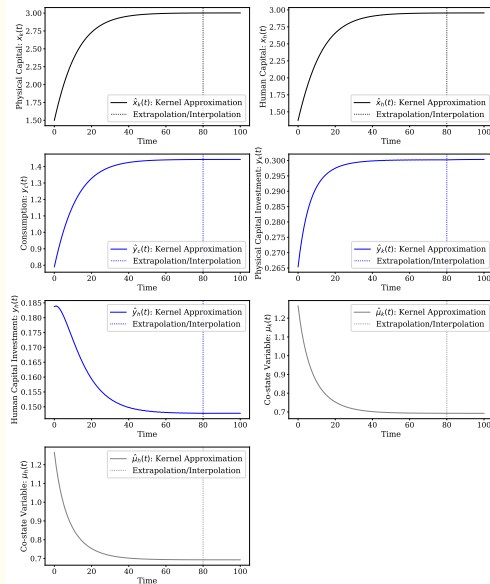 Physical Capital: x_k(t)
3.00
2.75
2.50
2.25
2.00
1.75
1.50
x̂_k(t): Kernel Approximation
Extrapolation/Interpolation
0 20 40 60 80 100
Time
Human Capital: x_h(t)
3.00
2.75
2.50
2.25
2.00
1.75
1.50
x̂_h(t): Kernel Approximation
Extrapolation/Interpolation
0 20 40 60 80 100
Time
Consumption: y_c(t)
1.4
1.3
1.2
1.1
1.0
0.9
0.8
ŷ_c(t): Kernel Approximation
Extrapolation/Interpolation
0 20 40 60 80 100
Time
Physical Capital Investment: y_k(t)
0.300
0.295
0.290
0.285
0.280
0.275
0.270
0.265
ŷ_k(t): Kernel Approximation
Extrapolation/Interpolation
0 20 40 60 80 100
Time
Human Capital Investment: y_h(t)
0.185
0.180
0.175
0.170
0.165
0.160
0.155
0.150
ŷ_h(t): Kernel Approximation
Extrapolation/Interpolation
0 20 40 60 80 100
Time
Co-state Variable: μ_k(t)
1.2
1.1
1.0
0.9
0.8
0.7
μ̂_k(t): Kernel Approximation
Extrapolation/Interpolation
0 20 40 60 80 100
Time
Co-state Variable: μ_h(t)
1.2
1.1
1.0
0.9
0.8
0.7
μ̂_h(t): Kernel Approximation
Extrapolation/Interpolation
0 20 40 60 80 100
Time